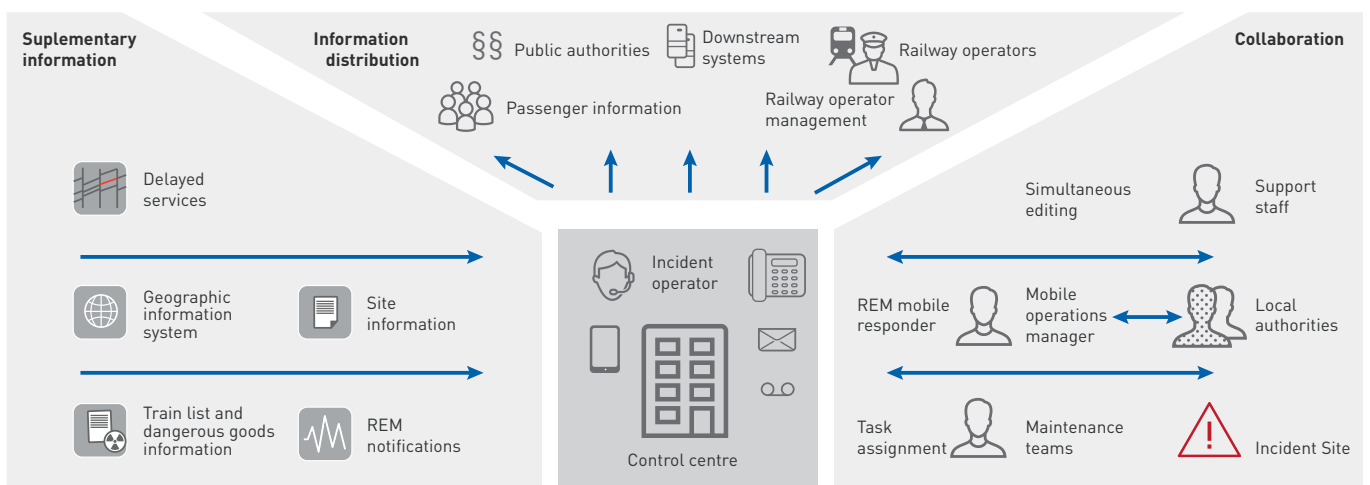 Suplementary
information
Delayed
services
Geographic
information
system
Site
information
Train list and
dangerous goods
information
REM
notifications
Information
distribution
§§ Public authorities
Downstream
systems
Railway operators
Passenger information
Railway operator
management
Incident
operator
Control centre
Collaboration
Simultaneous
editing
Support
staff
REM mobile
responder
Mobile
operations
manager
Local
authorities
Task
assignment
Maintenance
teams
Incident Site